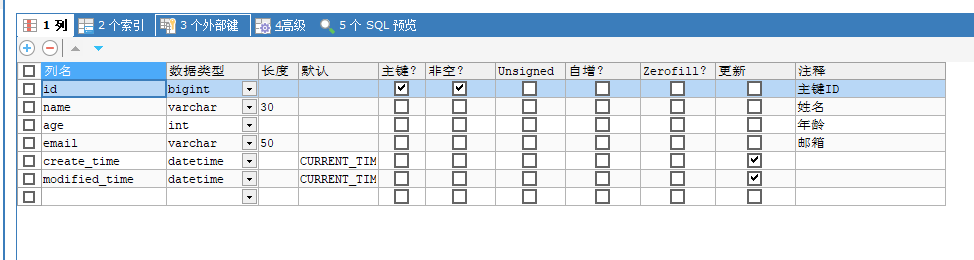 1 列 2 个索引 3 个外部键 4高级 5 个 SQL 预览
列名 数据类型 长度 默认 主键? 非空? Unsigned 自增? Zerofill? 更新 注释
id bigint 主键ID
name varchar 30 姓名
age int 年龄
email varchar 50 邮箱
create_time datetime CURRENT_TIM
modified_time datetime CURRENT_TIM